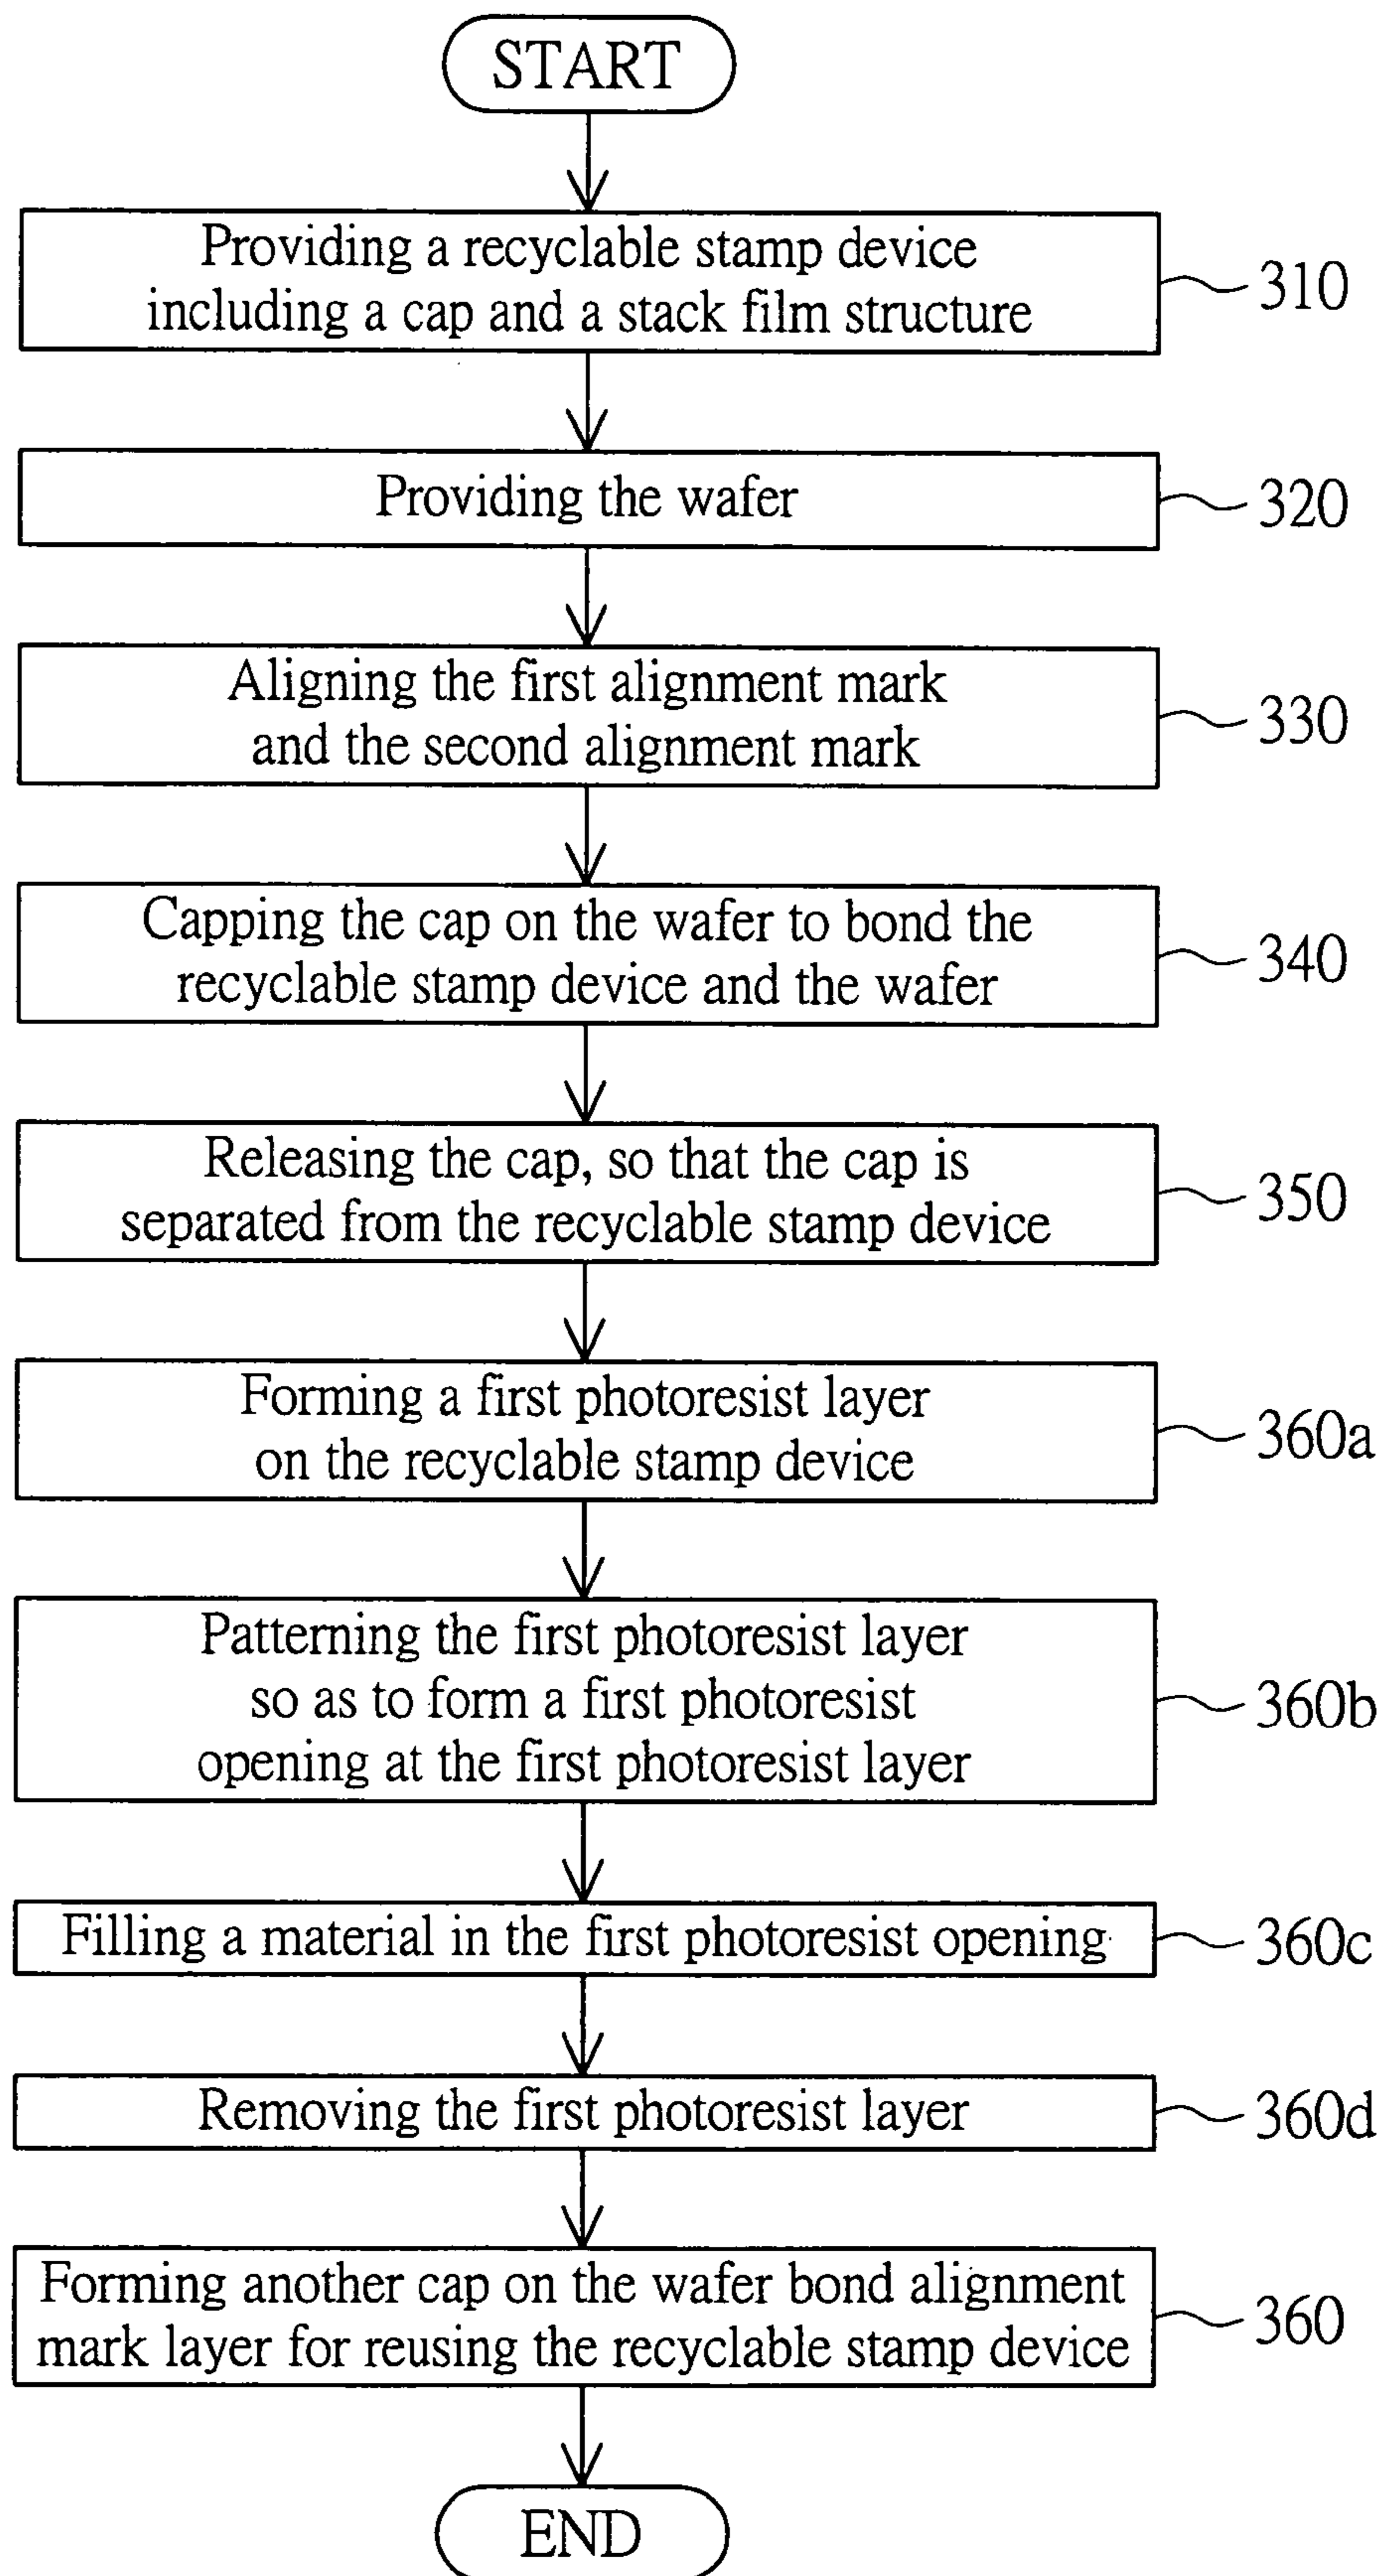 START
Providing a recyclable stamp device
including a cap and a stack film structure
310
Providing the wafer
320
Aligning the first alignment mark
and the second alignment mark
330
Capping the cap on the wafer to bond the
recyclable stamp device and the wafer
340
Releasing the cap, so that the cap is
separated from the recyclable stamp device
350
Forming a first photoresist layer
on the recyclable stamp device
360a
Patterning the first photoresist layer
so as to form a first photoresist
opening at the first photoresist layer
360b
Filling a material in the first photoresist opening
360c
Removing the first photoresist layer
360d
Forming another cap on the wafer bond alignment
mark layer for reusing the recyclable stamp device
360
END